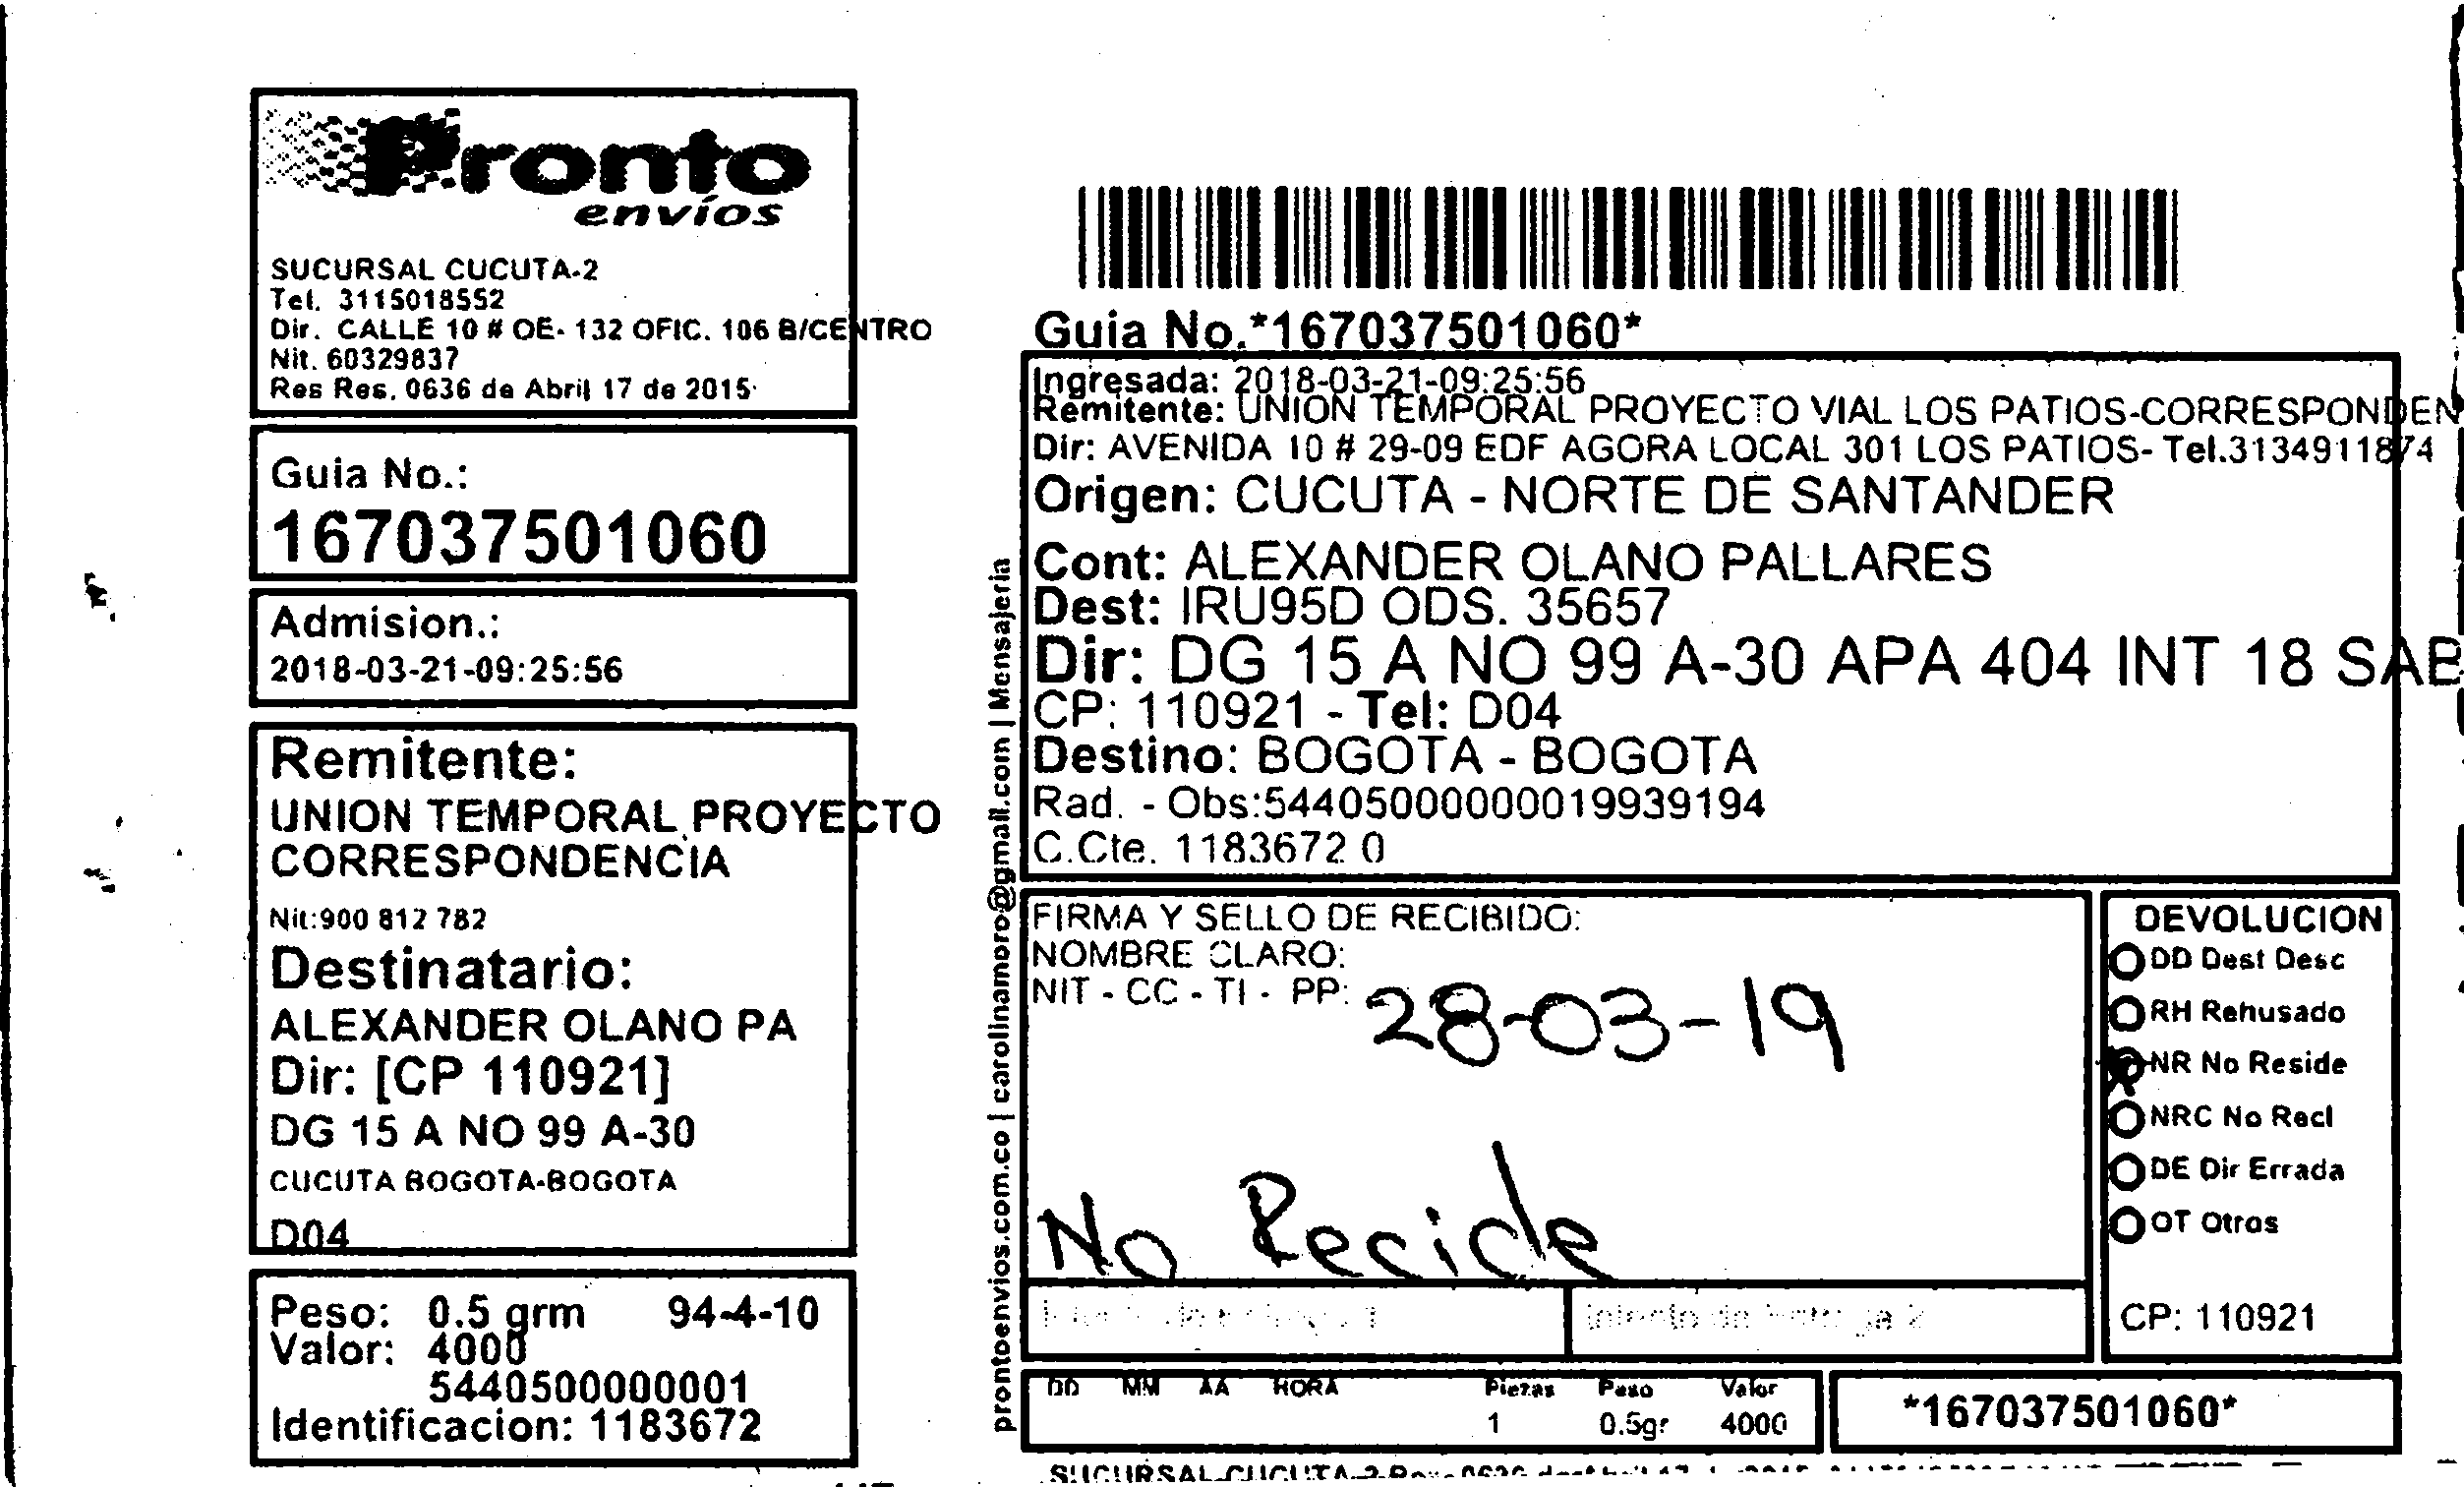 Pronto
envíos
SUCURSAL CUCUTA-2
Tel. 3115018552
Dir. CALLE 10 # OE- 132 OFIC. 106 B/CENTRO
Nit. 60329837
Res Res. 0636 de Abril 17 de 2015
Guia No.:
167037501060
Admision.:
2018-03-21-09:25:56
Remitente:
UNION TEMPORAL PROYECTO
CORRESPONDENCIA
Nit:900 812 782
Destinatario:
ALEXANDER OLANO PA
Dir: [CP 110921]
DG 15 A NO 99 A-30
CUCUTA BOGOTA-BOGOTA
D04
Peso: 0.5 grm 94-4-10
Valor: 4000
5440500000001
Identificacion: 1183672
prontoenvios.com.co | carolinamoro@gmail.com | Mensajeria
Guia No.*167037501060*
Ingresada: 2018-03-21-09:25:56
Remitente: UNION TEMPORAL PROYECTO VIAL LOS PATIOS-CORRESPONDEN
Dir: AVENIDA 10 # 29-09 EDF AGORA LOCAL 301 LOS PATIOS- Tel.3134911874
Origen: CUCUTA - NORTE DE SANTANDER
Cont: ALEXANDER OLANO PALLARES
Dest: IRU95D ODS. 35657
Dir: DG 15 A NO 99 A-30 APA 404 INT 18 SAB
CP: 110921 - Tel: D04
Destino: BOGOTA - BOGOTA
Rad. - Obs:544050000000019939194
C.Cte. 1183672 0
FIRMA Y SELLO DE RECIBIDO:
NOMBRE CLARO:
NIT - CC - TI - PP:
28-03-19
No Recide
DEVOLUCION
DD Dest Desc
RH Rehusado
NR No Reside
NRC No Recl
DE Dir Errada
OT Otros
CP: 110921
Intento de Entrega 2
DD MM AA HORA Piezas Peso Valor
1 0.5gr 4000
*167037501060*
SUCURSAL CUCUTA-2